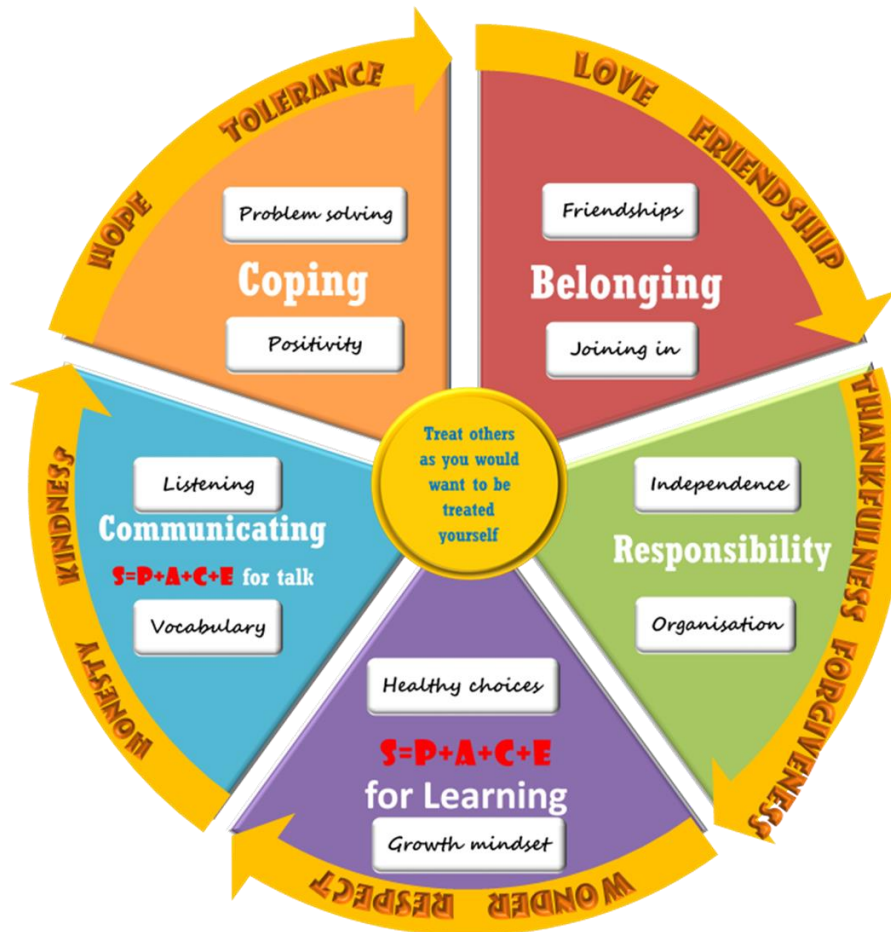 HOPE TOLERANCE
LOVE FRIENDSHIP
Problem solving
Coping
Positivity
Friendships
Belonging
Joining in
Treat others
as you would
want to be
treated
yourself
THANKFULNESS FORGIVENESS
Independence
Responsibility
Organisation
Healthy choices
S=P+A+C+E
for Learning
Growth mindset
WONDER RESPECT
HONESTY KINDNESS
Listening
Communicating
S=P+A+C+E for talk
Vocabulary